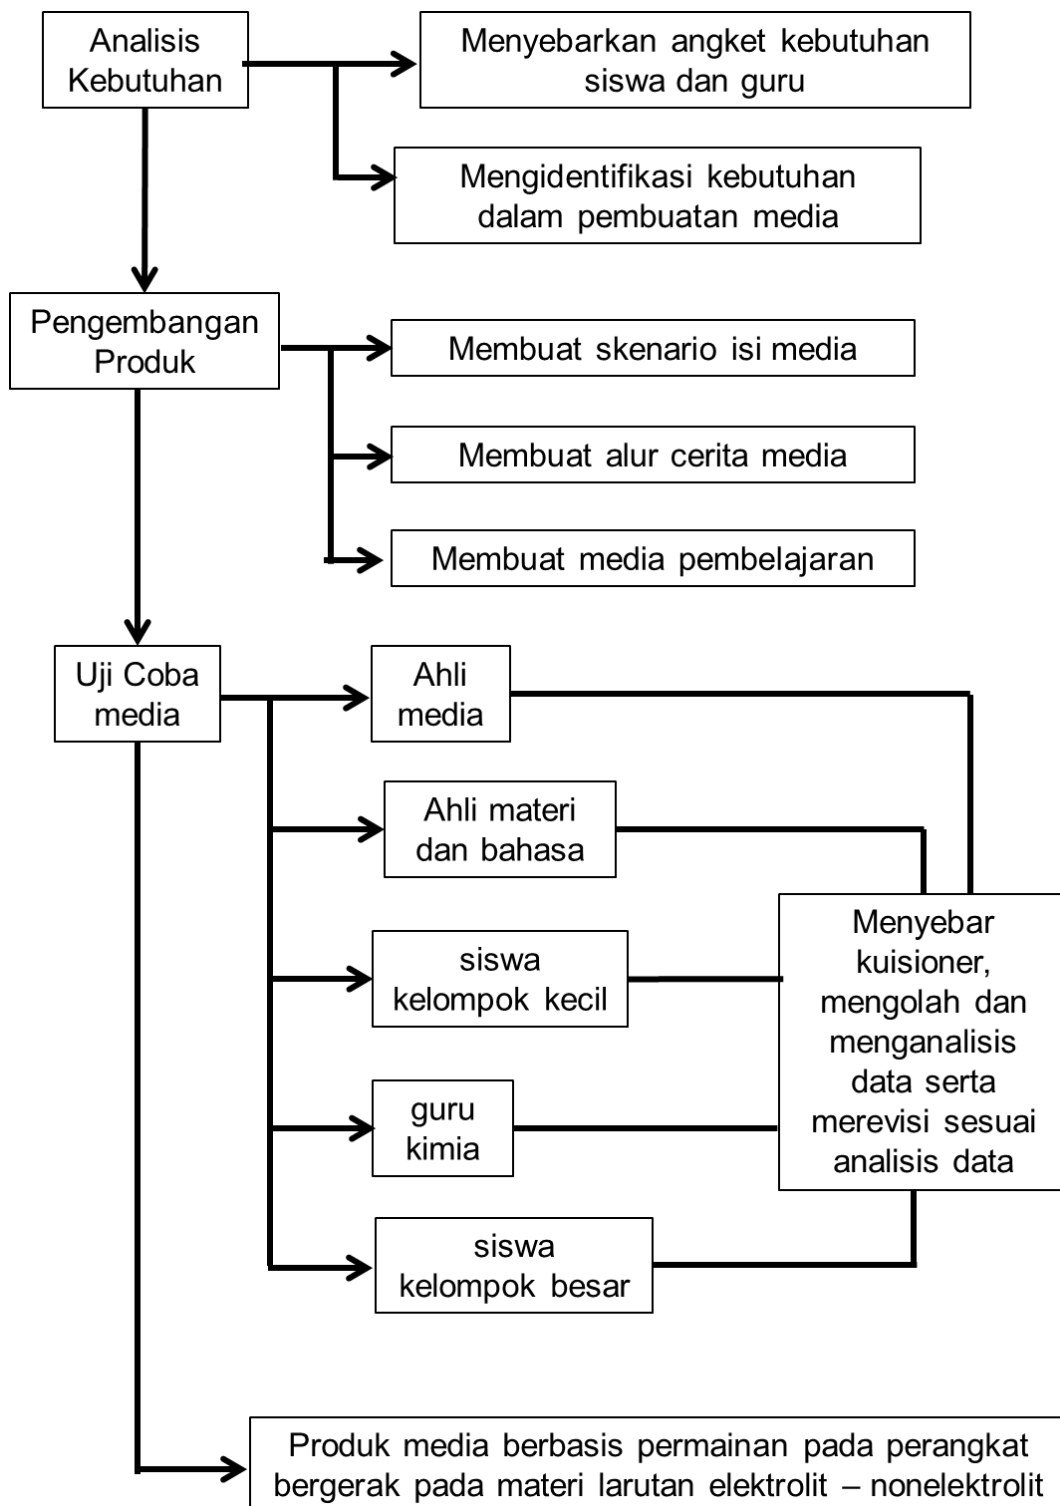 Analisis
Kebutuhan
Menyebarkan angket kebutuhan
siswa dan guru
Mengidentifikasi kebutuhan
dalam pembuatan media
Pengembangan
Produk
Membuat skenario isi media
Membuat alur cerita media
Membuat media pembelajaran
Uji Coba
media
Ahli
media
Ahli materi
dan bahasa
siswa
kelompok kecil
guru
kimia
siswa
kelompok besar
Menyebar
kuisioner,
mengolah dan
menganalisis
data serta
merevisi sesuai
analisis data
Produk media berbasis permainan pada perangkat
bergerak pada materi larutan elektrolit – nonelektrolit